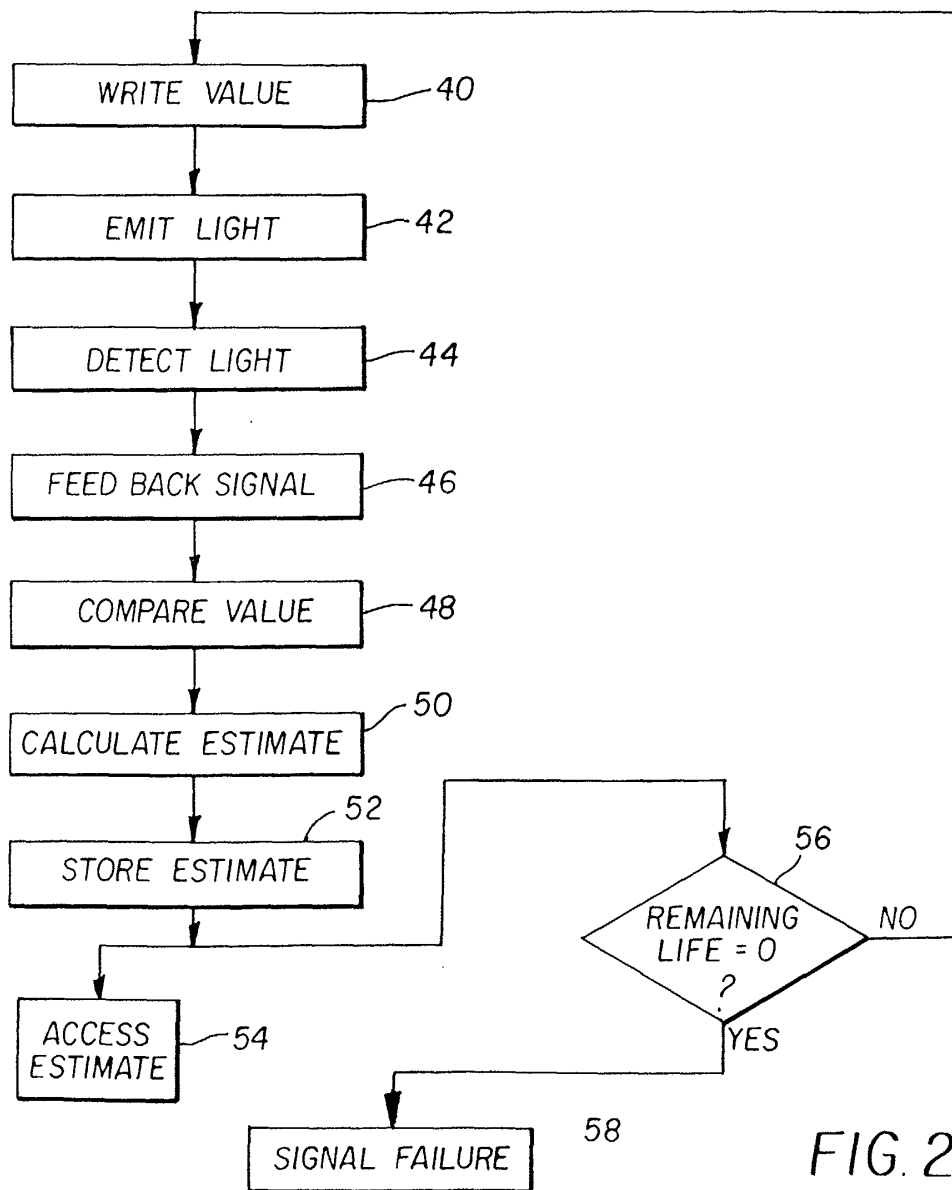 WRITE VALUE
40
EMIT LIGHT
42
DETECT LIGHT
44
FEED BACK SIGNAL
46
COMPARE VALUE
48
CALCULATE ESTIMATE
50
STORE ESTIMATE
52
ACCESS
ESTIMATE
54
REMAINING
LIFE = 0
?
56
NO
YES
SIGNAL FAILURE
58
FIG. 2